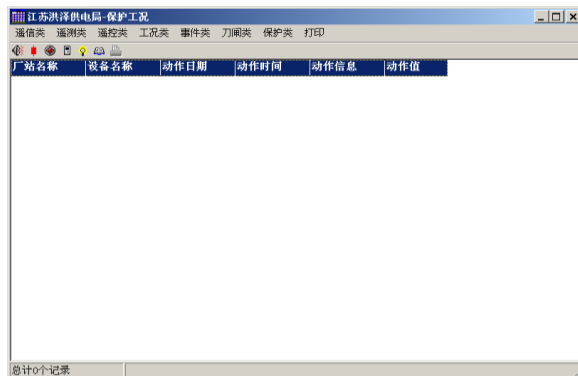 江苏洪泽供电局-保护工况
遥信类 遥测类 遥控类 工况类 事件类 刀闸类 保护类 打印
厂站名称 设备名称 动作日期 动作时间 动作信息 动作值
总计0个记录